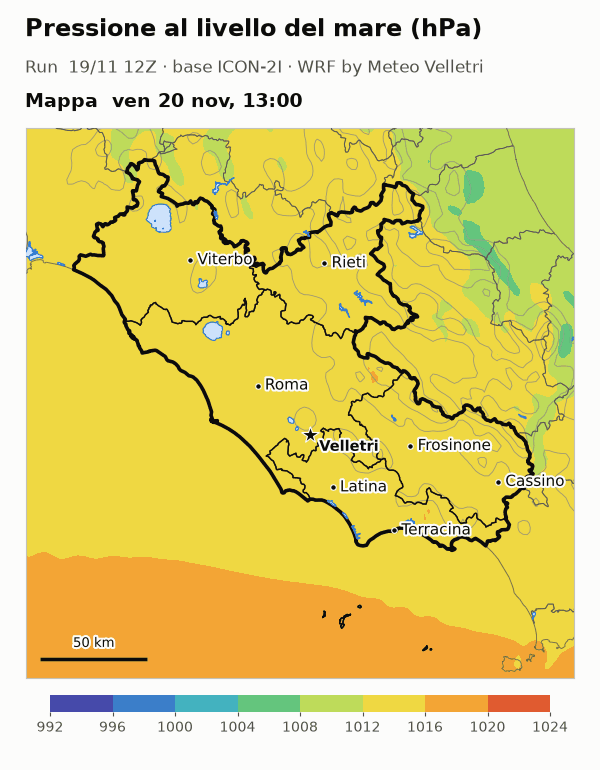 Pressione al livello del mare (hPa)
Run  19/11 12Z · base ICON-2I · WRF by Meteo Velletri
Mappa  ven 20 nov, 13:00
Viterbo
Rieti
Roma
Velletri
Frosinone
Cassino
Latina
Terracina
50 km
992 996 1000 1004 1008 1012 1016 1020 1024